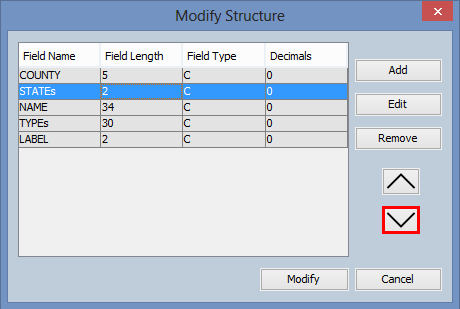 Modify Structure
Field Name Field Length Field Type Decimals
COUNTY 5 C 0
STATEs 2 C 0
NAME 34 C 0
TYPEs 30 C 0
LABEL 2 C 0
Add
Edit
Remove
Modify Cancel